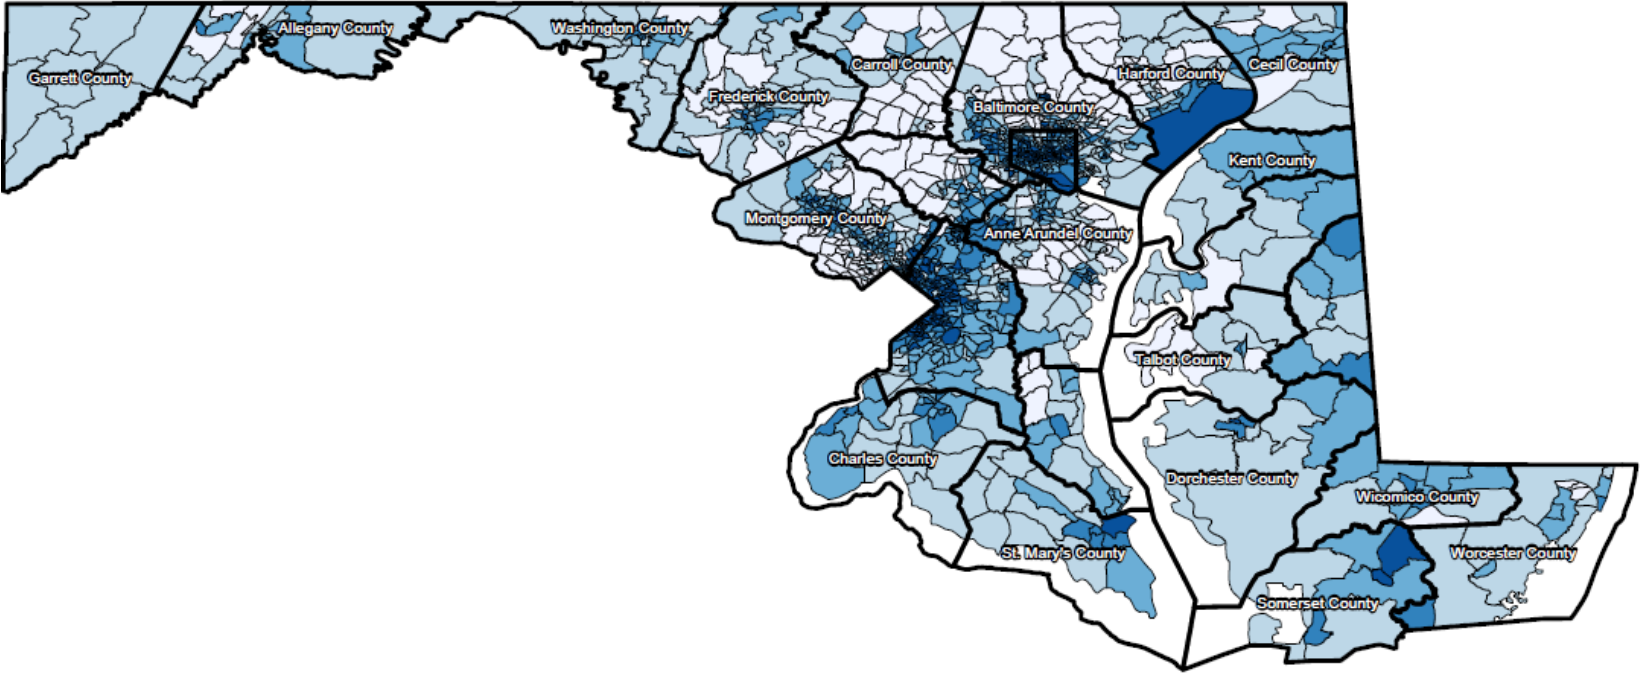 Allegany County
Washington County
Garrett County
Carroll County
Harford County
Cecil County
Frederick County
Baltimore County
Kent County
Montgomery County
Anne Arundel County
Talbot County
Charles County
Dorchester County
Wicomico County
St. Mary's County
Worcester County
Somerset County